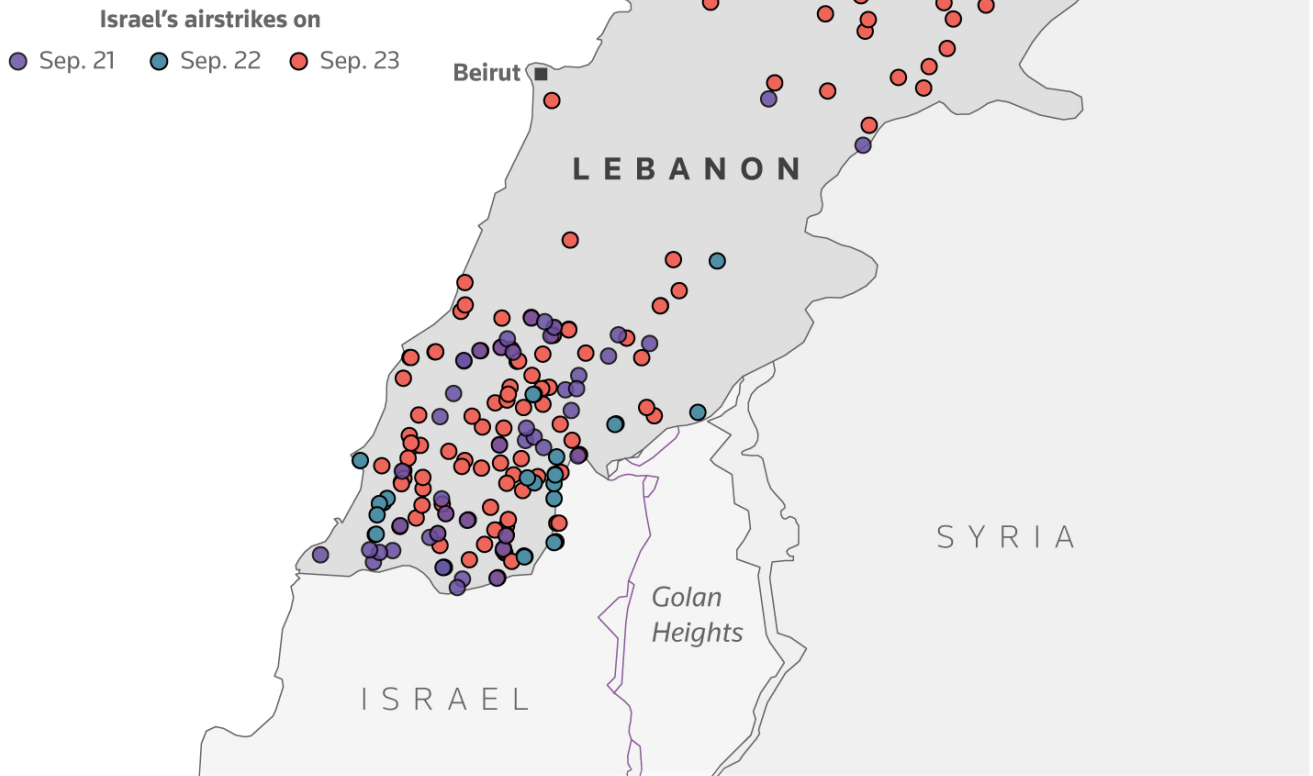 Israel's airstrikes on
Sep. 21 Sep. 22 Sep. 23
Beirut
LEBANON
SYRIA
Golan
Heights
ISRAEL